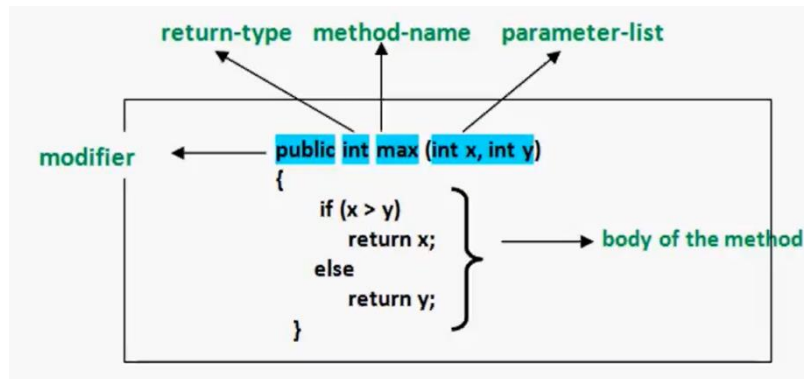 return-type method-name parameter-list
modifier
public int max (int x, int y)
{
if (x > y)
return x;
body of the method
else
return y;
}